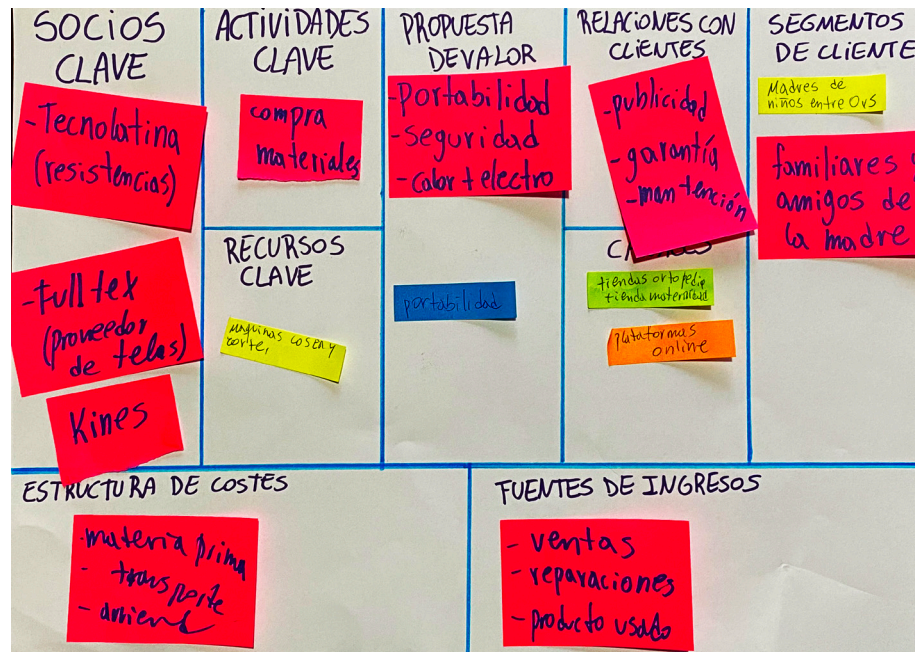 SOCIOS
CLAVE
-Tecnolatina
(resistencias)
-Full tex
(proveedor
de telas)
Kines
ACTIVIDADES
CLAVE
compra
materiales
RECURSOS
CLAVE
maquinas coser y
corte,
PROPUESTA
DE VALOR
-portabilidad
-seguridad
-calor + electro
portabilidad
RELACIONES CON
CLIENTES
-publicidad
-garantía
-mantención
tiendas ortopedia
tienda maternidad
plataformas
online
SEGMENTOS
DE CLIENTE
Madres de
niños entre 0 y 5
familiares y
amigos de
la madre
ESTRUCTURA DE COSTES
-materia prima
- transporte
-
FUENTES DE INGRESOS
- ventas
- reparaciones
- producto usado